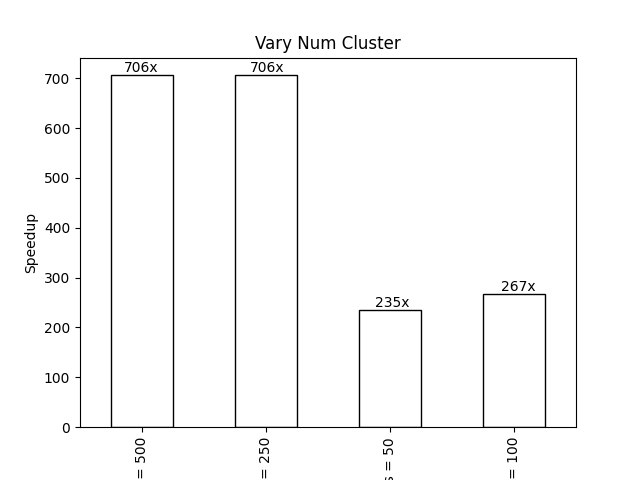 Vary Num Cluster
706x
706x
235x
267x
Speedup
700
600
500
400
300
200
100
0
= 500
= 250
s = 50
= 100